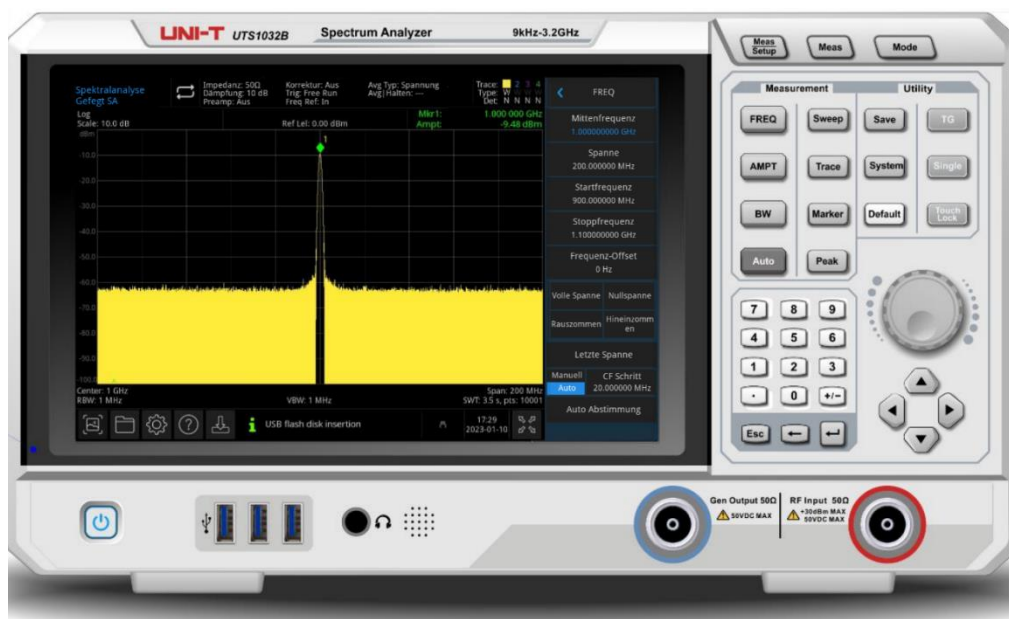 UNI-T UTS1032B Spectrum Analyzer 9kHz-3.2GHz
Spektralanalyse
Gefegt SA
Impedanz: 50Ω
Dämpfung: 10 dB
Preamp: Aus
Korrektur: Aus
Trig: Free Run
Freq Ref: In
Avg Typ: Spannung
Avg|Halten: ---
Trace: 2 3 4
Type: W W W W
Det: N N N N
Log
Scale: 10.0 dB
Ref Lel: 0.00 dBm
Mkr1: 1.000 000 GHz
Ampt: -9.48 dBm
dBm
1
-10.0
-20.0
-30.0
-40.0
-50.0
-60.0
-70.0
-80.0
-90.0
-100.0
Center: 1 GHz
RBW: 1 MHz
VBW: 1 MHz
Span: 200 MHz
SWT: 3.5 s, pts: 10001
USB flash disk insertion
17:29
2023-01-10
FREQ
Mittenfrequenz
1.000000000 GHz
Spanne
200.000000 MHz
Startfrequenz
900.000000 MHz
Stoppfrequenz
1.100000000 GHz
Frequenz-Offset
0 Hz
Volle Spanne
Nullspanne
Rauszommen
Hineinzomm
en
Letzte Spanne
Manuell
Auto
CF Schritt
20.000000 MHz
Auto Abstimmung
Meas
Setup
Meas
Mode
Measurement
Utility
FREQ
Sweep
Save
TG
AMPT
Trace
System
Single
BW
Marker
Default
Touch
Lock
Auto
Peak
7 8 9
4 5 6
1 2 3
. 0 +/-
Esc
Gen Output 50Ω
50VDC MAX
RF Input 50Ω
+30dBm MAX
50VDC MAX